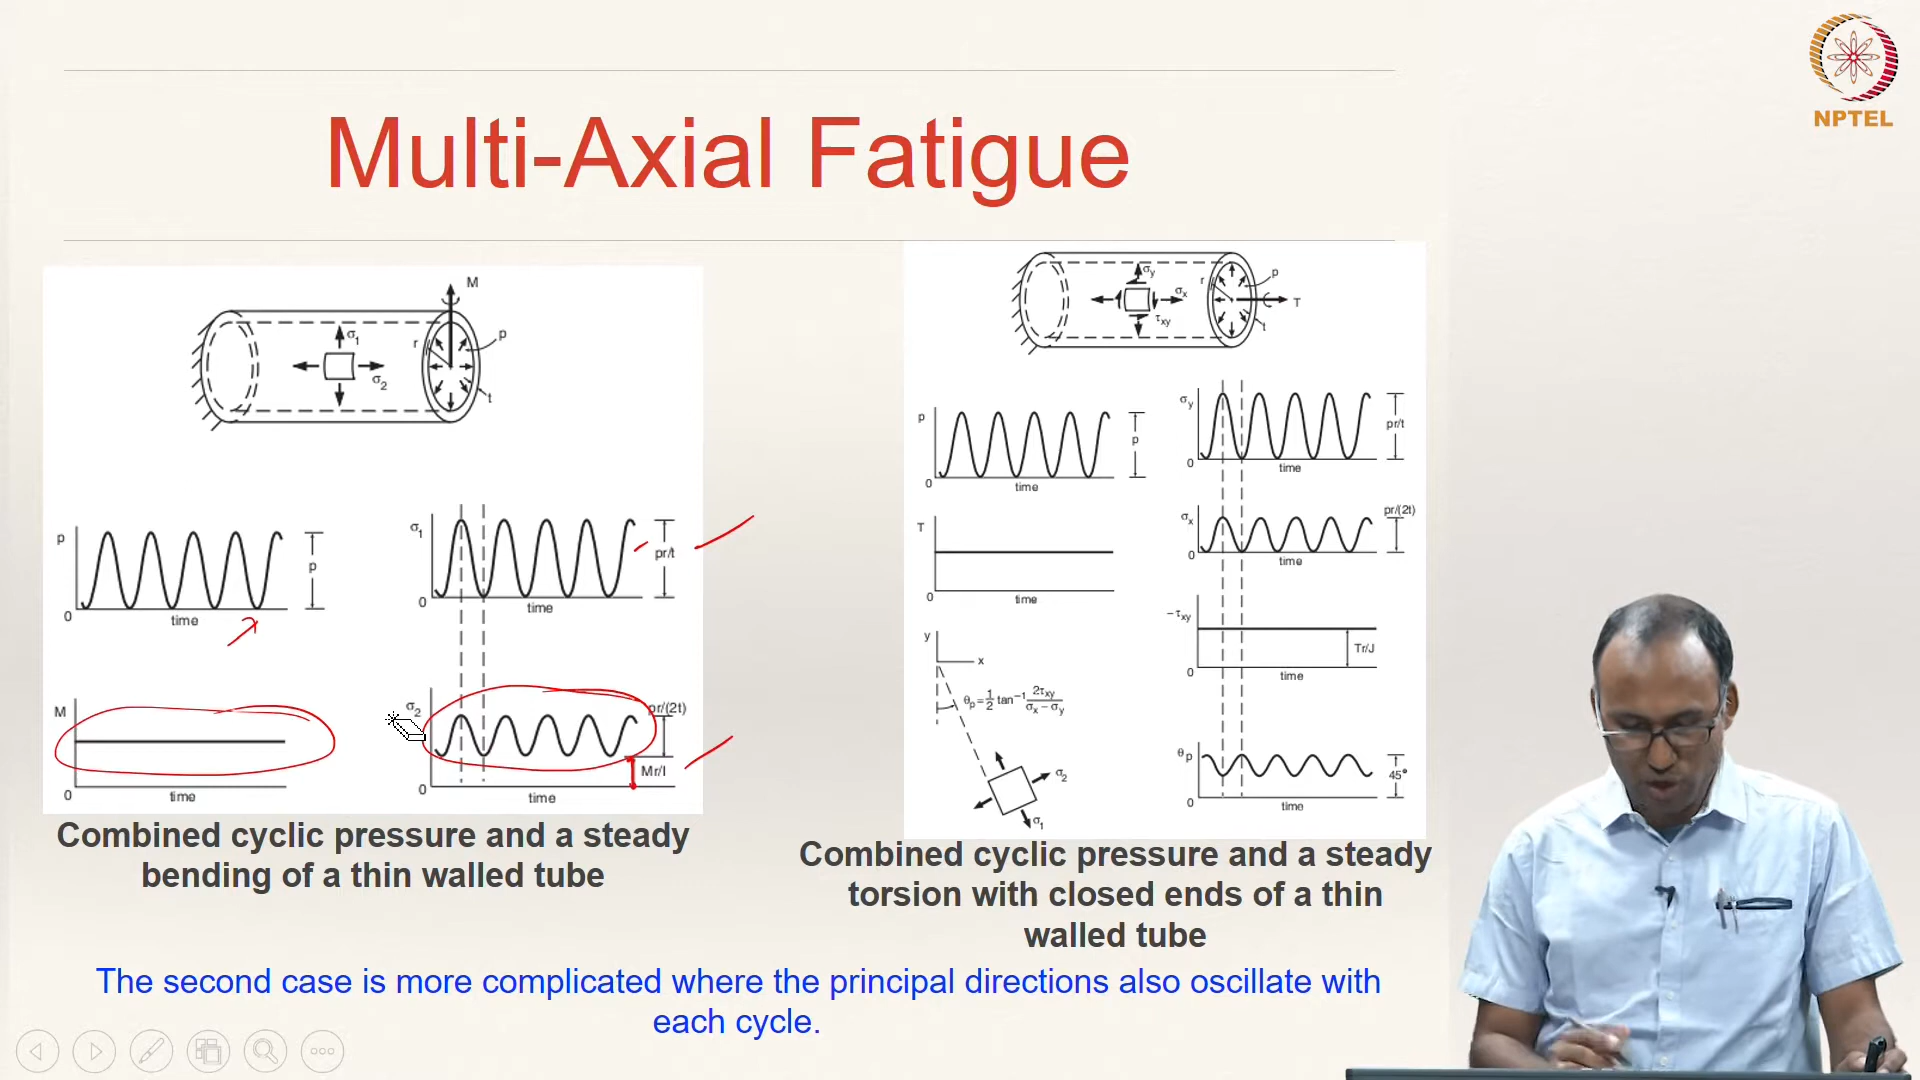 NPTEL
Multi-Axial Fatigue
M
σ1
r
p
σ2
t
p
0
time
p
σ1
0
time
pr/t
M
0
time
σ2
0
time
pr/(2t)
Mr/I
Combined cyclic pressure and a steady
bending of a thin walled tube
σy
σx
τxy
r
p
T
t
p
0
time
p
σy
0
time
pr/t
T
0
time
σx
0
time
pr/(2t)
−τxy
0
time
Tr/J
y
x
θp = 1/2 tan⁻¹ 2τxy/(σx − σy)
σ2
σ1
θp
0
time
45°
Combined cyclic pressure and a steady
torsion with closed ends of a thin
walled tube
The second case is more complicated where the principal directions also oscillate with
each cycle.